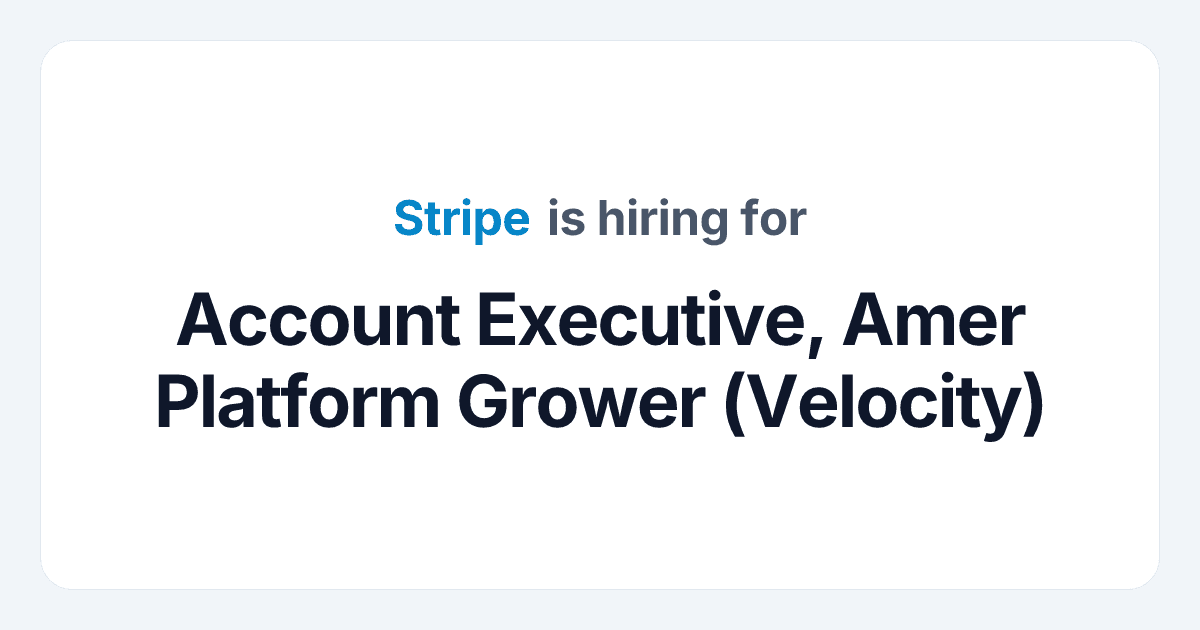 Stripe is hiring for
Account Executive, Amer
Platform Grower (Velocity)